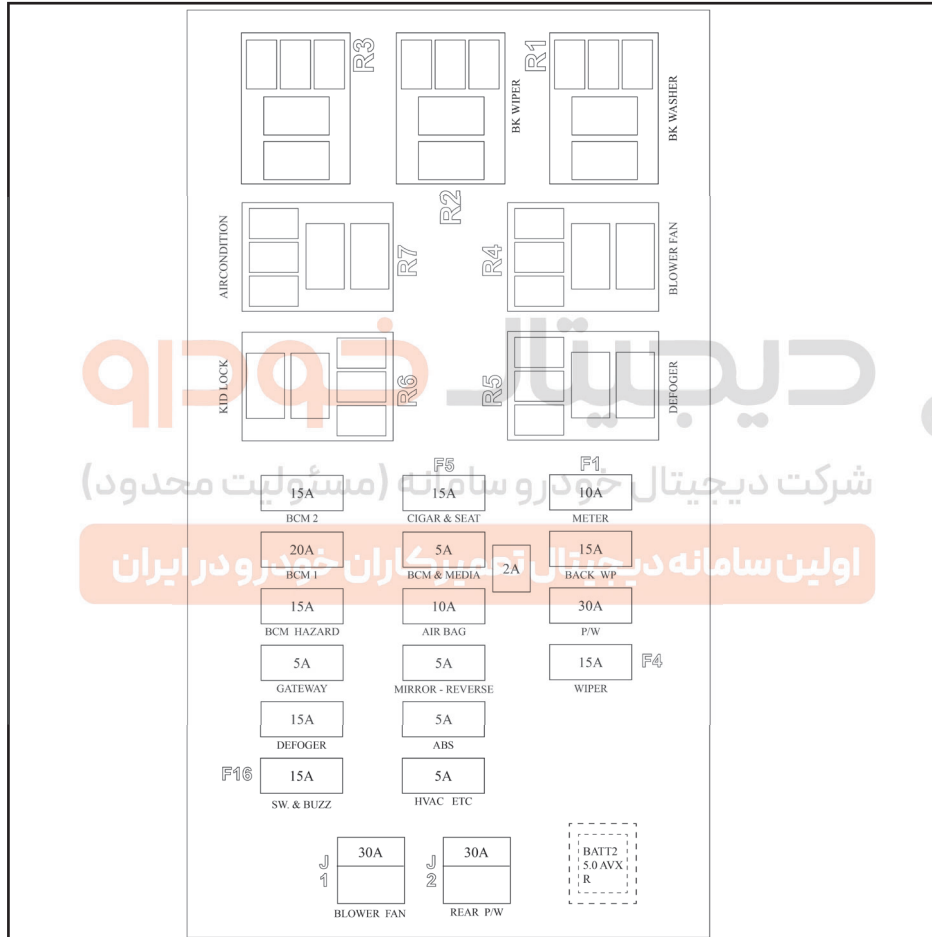 R3
R1
BK WIPER
BK WASHER
R2
AIRCONDITION
R7
R4
BLOWER FAN
KID LOCK
R6
R5
DEFOGER
دیجیتال خودرو
شرکت دیجیتال خودرو سامانه (مسئولیت محدود)
اولین سامانه دیجیتال تعمیرکاران خودرو در ایران
F5
F1
15A
15A
10A
BCM 2
CIGAR & SEAT
METER
20A
5A
2A
15A
BCM 1
BCM & MEDIA
BACK WP
15A
10A
30A
BCM HAZARD
AIR BAG
P/W
5A
5A
15A
F4
GATEWAY
MIRROR - REVERSE
WIPER
15A
5A
DEFOGER
ABS
F16
15A
5A
SW. & BUZZ
HVAC ETC
J1
30A
J2
30A
BLOWER FAN
REAR P/W
BATT2
5.0 AVX
R